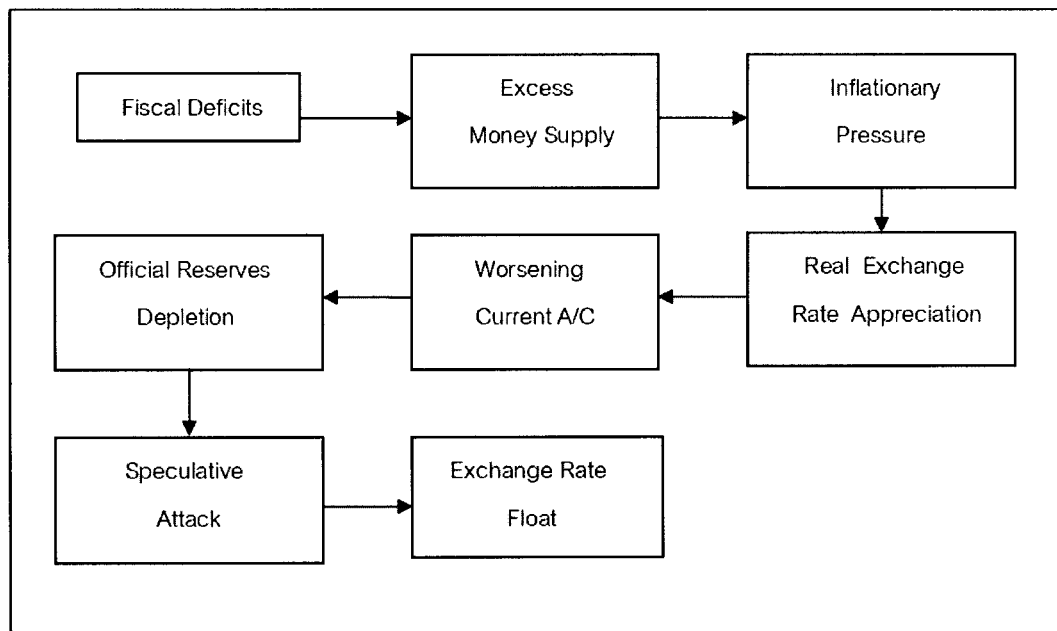 Fiscal Deficits
Excess
Money Supply
Inflationary
Pressure
Real Exchange
Rate Appreciation
Worsening
Current A/C
Official Reserves
Depletion
Speculative
Attack
Exchange Rate
Float